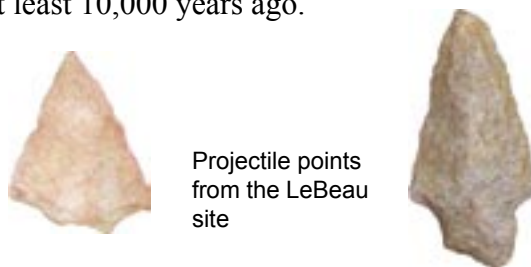 least 10,000 years ago.
Projectile points
from the LeBeau
site